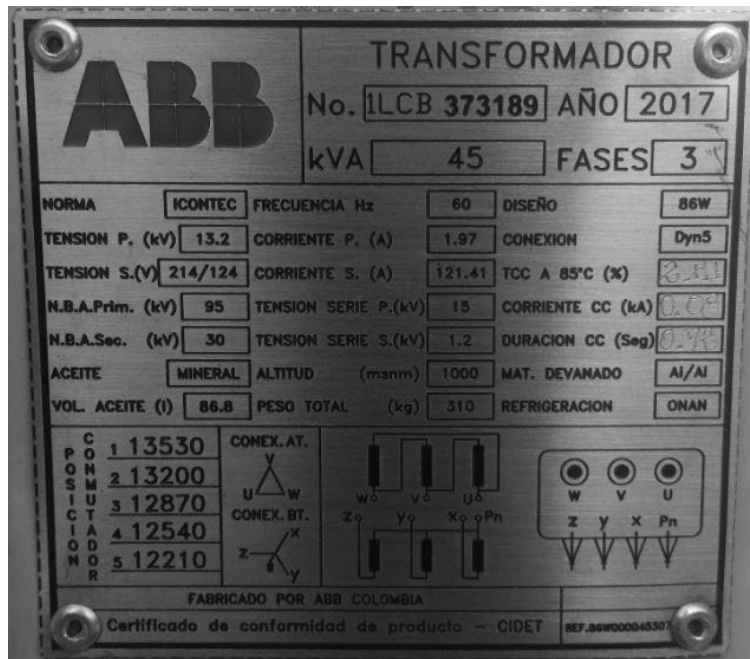 ABB
TRANSFORMADOR
No. 1LCB 373189 AÑO 2017
kVA 45 FASES 3
NORMA ICONTEC FRECUENCIA Hz 60 DISEÑO 86W
TENSION P. (kV) 13.2 CORRIENTE P. (A) 1.97 CONEXION Dyn5
TENSION S.(V) 214/124 CORRIENTE S. (A) 121.41 TCC A 85°C (%)
N.B.A.Prim. (kV) 95 TENSION SERIE P.(kV) 15 CORRIENTE CC (kA)
N.B.A.Sec. (kV) 30 TENSION SERIE S.(kV) 1.2 DURACION CC (Seg)
ACEITE MINERAL ALTITUD (msnm) 1000 MAT. DEVANADO Al/Al
VOL. ACEITE (l) 86.8 PESO TOTAL (kg) 310 REFRIGERACION ONAN
POSICION
CONMUTADOR
1 13530
2 13200
3 12870
4 12540
5 12210
CONEX. AT.
V
U W
CONEX. BT.
x
z
y
W V U
z y x Pn
W V U
z y x Pn
FABRICADO POR ABB COLOMBIA
Certificado de conformidad de producto - CIDET